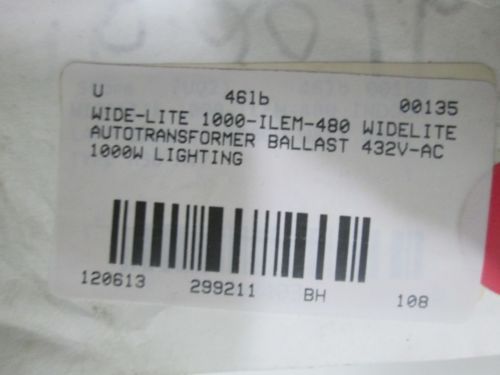 U 461b 00135
WIDE-LITE 1000-ILEM-480 WIDELITE
AUTOTRANSFORMER BALLAST 432V-AC
1000W LIGHTING
120613 299211 BH 108